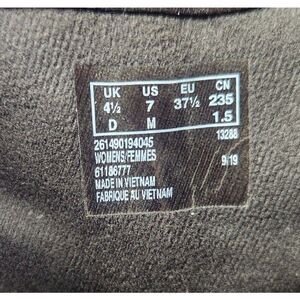 UK US EU CN
4½ 7 37½ 235
D M 1.5
261490194045 13288
WOMENS/FEMMES
61186777 9/19
MADE IN VIETNAM
FABRIQUE AU VIETNAM